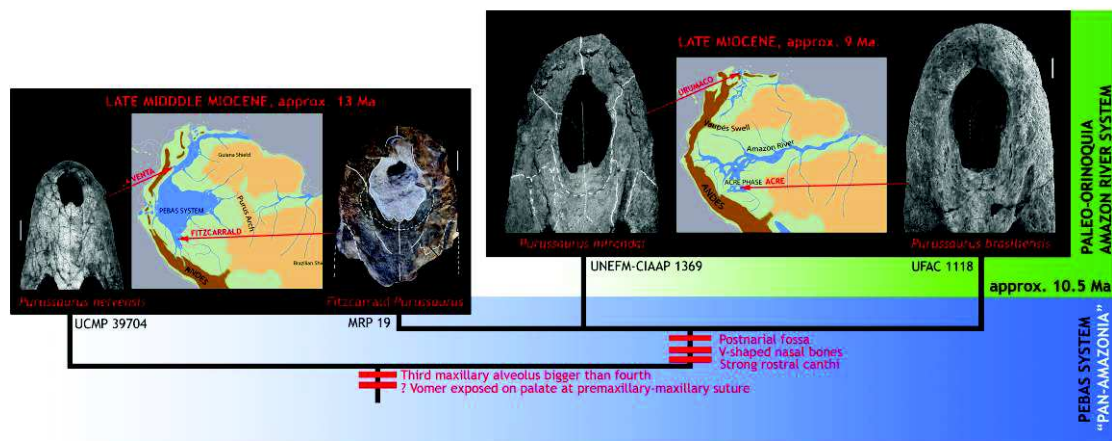 LATE MIOCENE, approx. 9 Ma
URUMACO
Vaupes Swell
Amazon River
ACRE PHASE
ACRE
ANDES
Purussaurus mirandai
Purussaurus brasiliensis
UNEFM-CIAAP 1369
UFAC 1118
PALEO-ORINOQUIA
AMAZON RIVER SYSTEM
approx. 10.5 Ma
LATE MIDDDLE MIOCENE, approx. 13 Ma
VENTA
Guiana Shield
PEBAS SYSTEM
Purus Arch
FITZCARRALD
Brazilian Shie
ANDES
Purussaurus neivensis
Fitzcarrald Purussaurus
UCMP 39704
MRP 19
Postnarial fossa
V-shaped nasal bones
Strong rostral canthi
Third maxillary alveolus bigger than fourth
? Vomer exposed on palate at premaxillary-maxillary suture
PEBAS SYSTEM
“PAN-AMAZONIA”